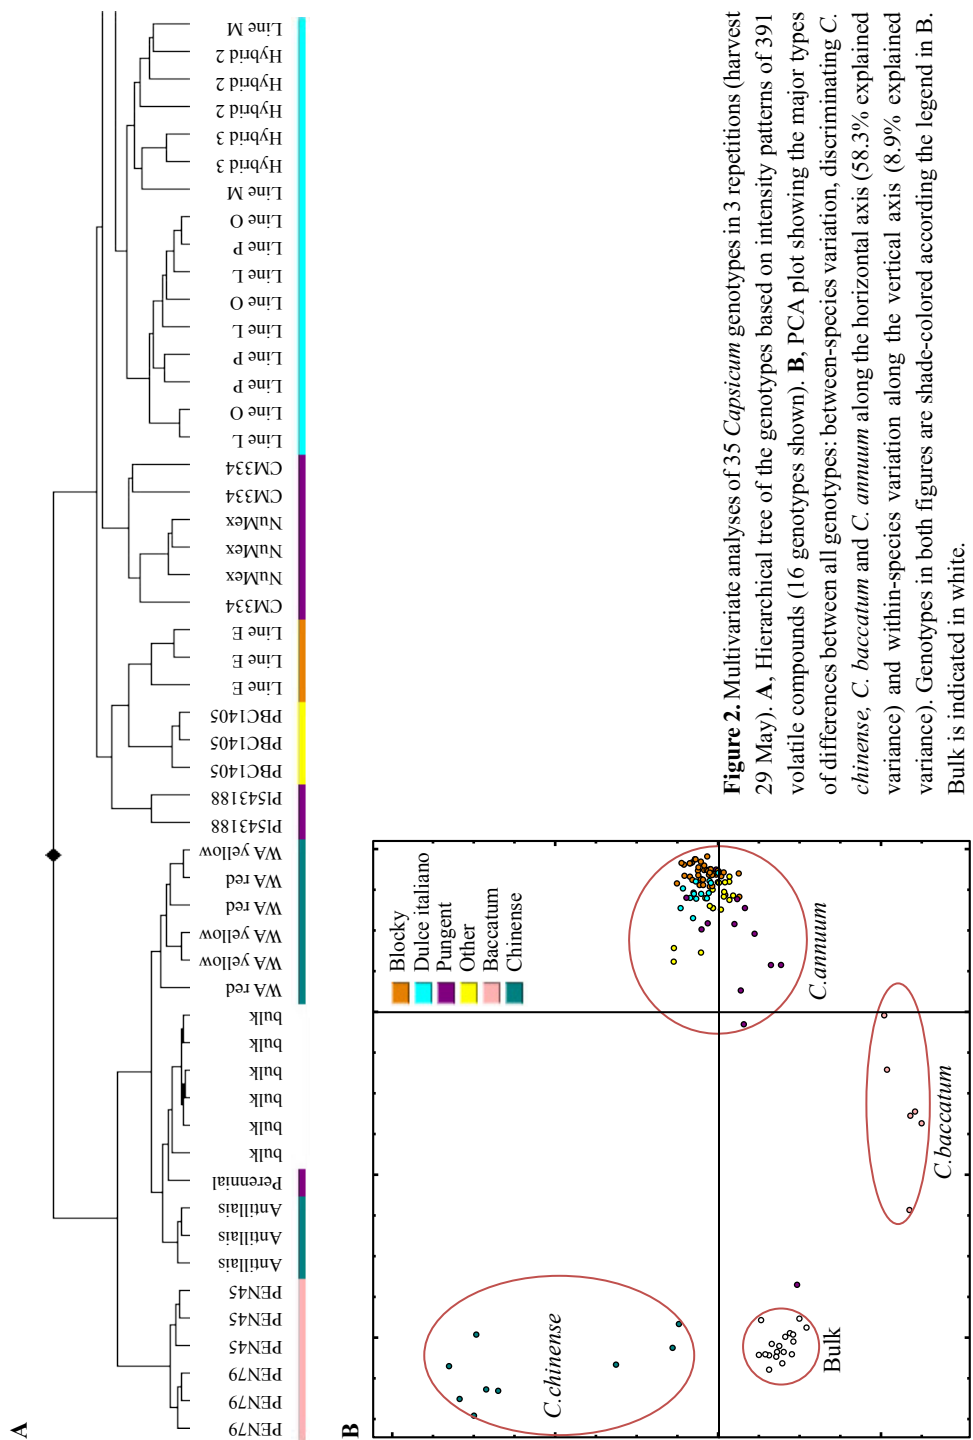 A
PEN79
PEN79
PEN79
PEN45
PEN45
PEN45
Antillais
Antillais
Antillais
Perennial
bulk
bulk
bulk
bulk
bulk
bulk
WA red
WA yellow
WA yellow
WA red
WA red
WA yellow
PI543188
PI543188
PBC1405
PBC1405
PBC1405
Line E
Line E
Line E
CM334
NuMex
NuMex
NuMex
CM334
CM334
Line L
Line O
Line P
Line P
Line L
Line O
Line L
Line P
Line O
Line M
Hybrid 3
Hybrid 3
Hybrid 2
Hybrid 2
Hybrid 2
Line M
B
Blocky
Dulce italiano
Pungent
Other
Baccatum
Chinense
C.chinense
Bulk
C.baccatum
C.annuum
Figure 2. Multivariate analyses of 35 Capsicum genotypes in 3 repetitions (harvest
29 May). A, Hierarchical tree of the genotypes based on intensity patterns of 391
volatile compounds (16 genotypes shown). B, PCA plot showing the major types
of differences between all genotypes: between-species variation, discriminating C.
chinense, C. baccatum and C. annuum along the horizontal axis (58.3% explained
variance) and within-species variation along the vertical axis (8.9% explained
variance). Genotypes in both figures are shade-colored according the legend in B.
Bulk is indicated in white.